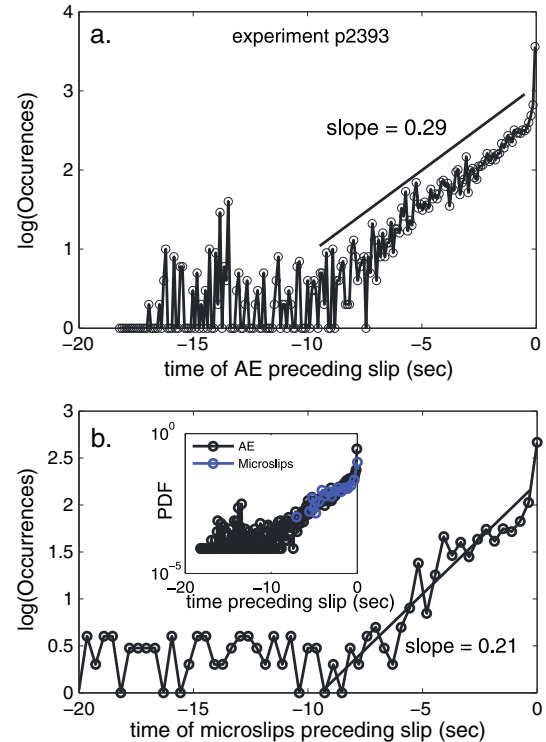 a.
experiment p2393
slope = 0.29
log(Occurences)
4
3
2
1
0
−20
−15
−10
−5
0
time of AE preceding slip (sec)
b.
AE
Microslips
PDF
10^0
10^−5
−20
−10
0
time preceding slip (sec)
slope = 0.21
log(Occurrences)
3
2.5
2
1.5
1
0.5
0
−20
−15
−10
−5
0
time of microslips preceding slip (sec)